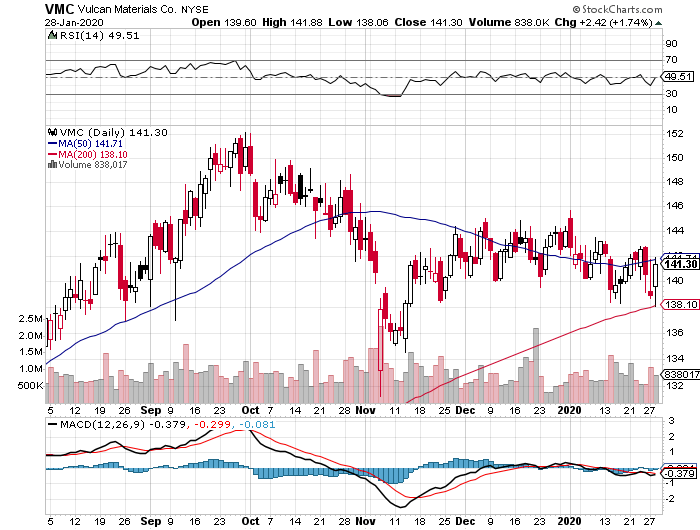 VMC Vulcan Materials Co. NYSE © StockCharts.com
28-Jan-2020 Open 139.60 High 141.88 Low 138.06 Close 141.30 Volume 838.0K Chg +2.42 (+1.74%)
RSI(14) 49.51
90
70
49.51
30
10
VMC (Daily) 141.30
MA(50) 141.71
MA(200) 138.10
Volume 838,017
152
150
148
146
144
141.30
140
138.10
136
134
132
2.5M
2.0M
1.5M
1.0M
500K
838017
5 12 19 26 Sep 9 16 23 Oct 7 14 21 28 Nov 11 18 25 Dec 9 16 23 2020 13 21 27
MACD(12,26,9) -0.379, -0.299, -0.081
3
2
1
-0.379
-1
-2
5 12 19 26 Sep 9 16 23 Oct 7 14 21 28 Nov 11 18 25 Dec 9 16 23 2020 13 21 27